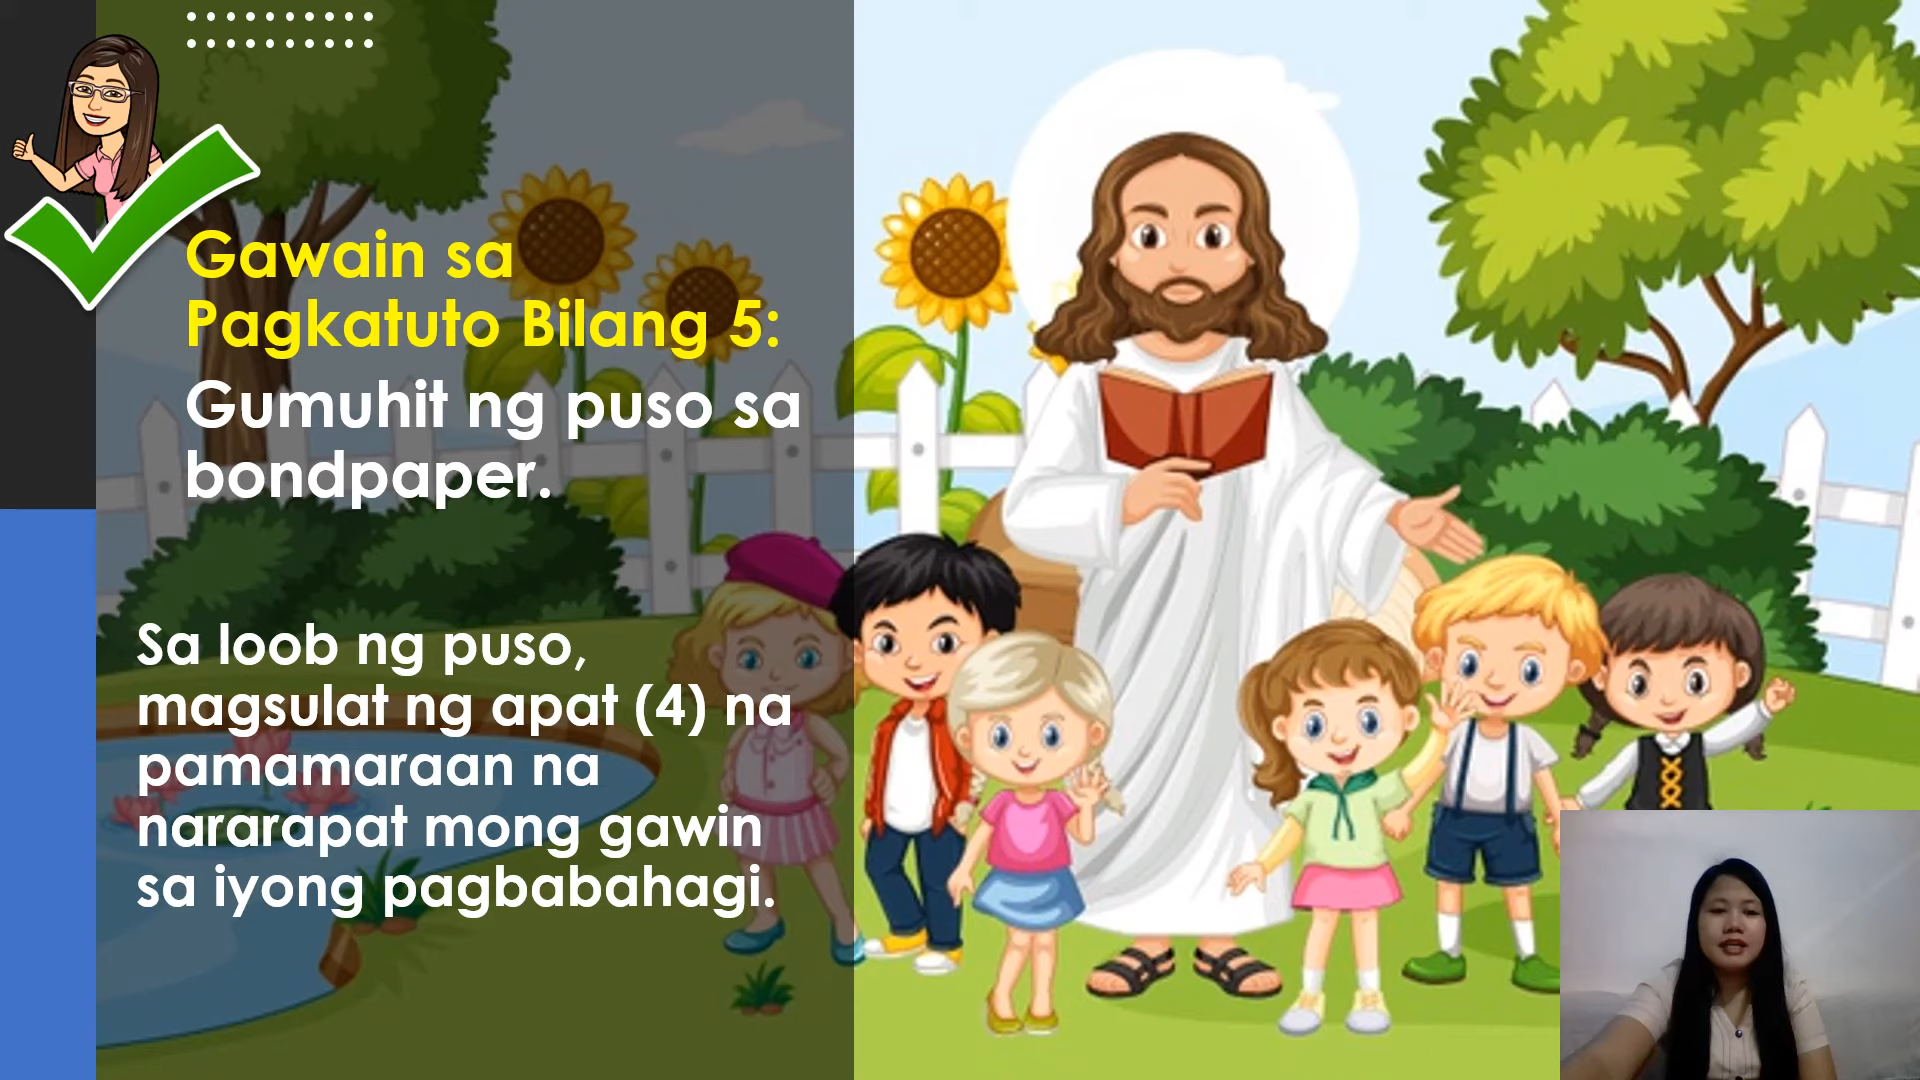 Gawain sa
Pagkatuto Bilang 5:
Gumuhit ng puso sa
bondpaper.
Sa loob ng puso,
magsulat ng apat (4) na
pamamaraan na
nararapat mong gawin
sa iyong pagbabahagi.